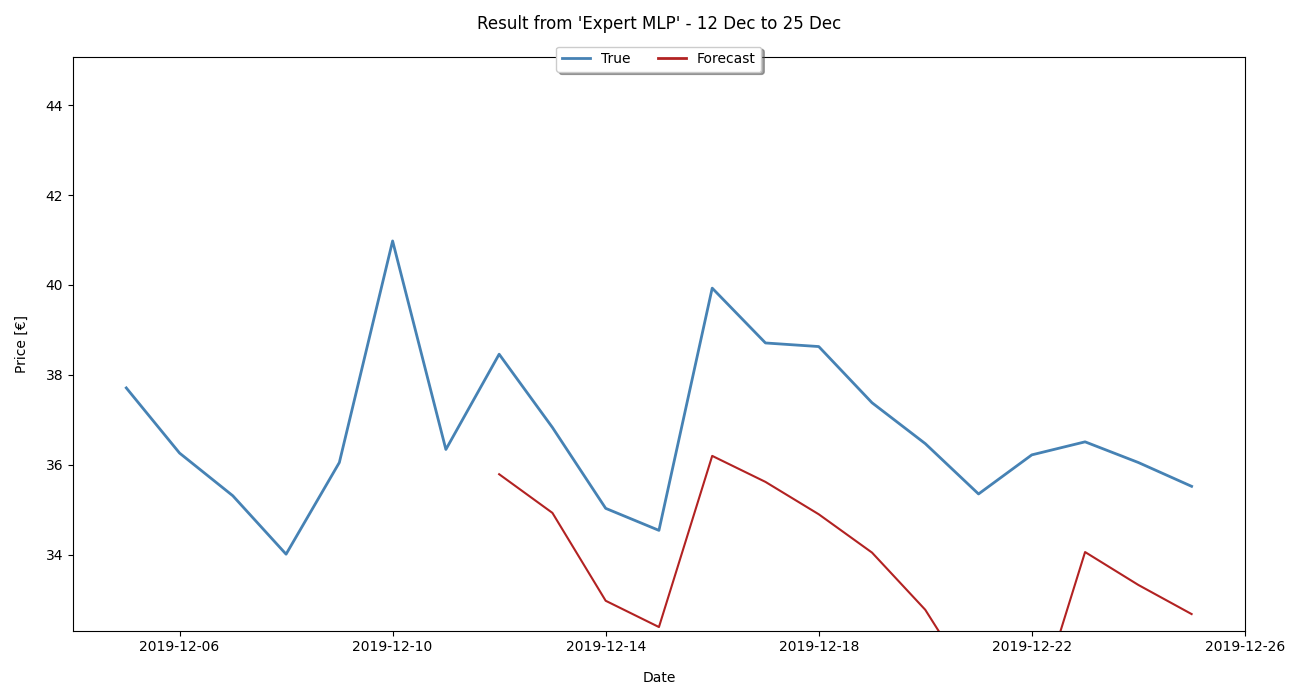 Result from 'Expert MLP' - 12 Dec to 25 Dec
True Forecast
44
42
40
38
36
34
Price [€]
2019-12-06 2019-12-10 2019-12-14 2019-12-18 2019-12-22 2019-12-26
Date